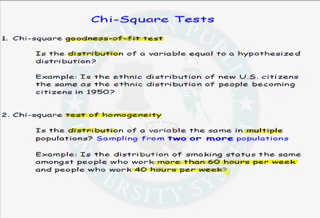 Chi-Square Tests
1. Chi-square goodness-of-fit test
Is the distribution of a variable equal to a hypothesized
distribution?
Example: Is the ethnic distribution of new U.S. citizens
the same as the ethnic distribution of people becoming
citizens in 1950?
2. Chi-square test of homogeneity
Is the distribution of a variable the same in multiple
populations? Sampling from two or more populations
Example: Is the distribution of smoking status the same
amongst people who work more than 60 hours per week
and people who work 40 hours per week?